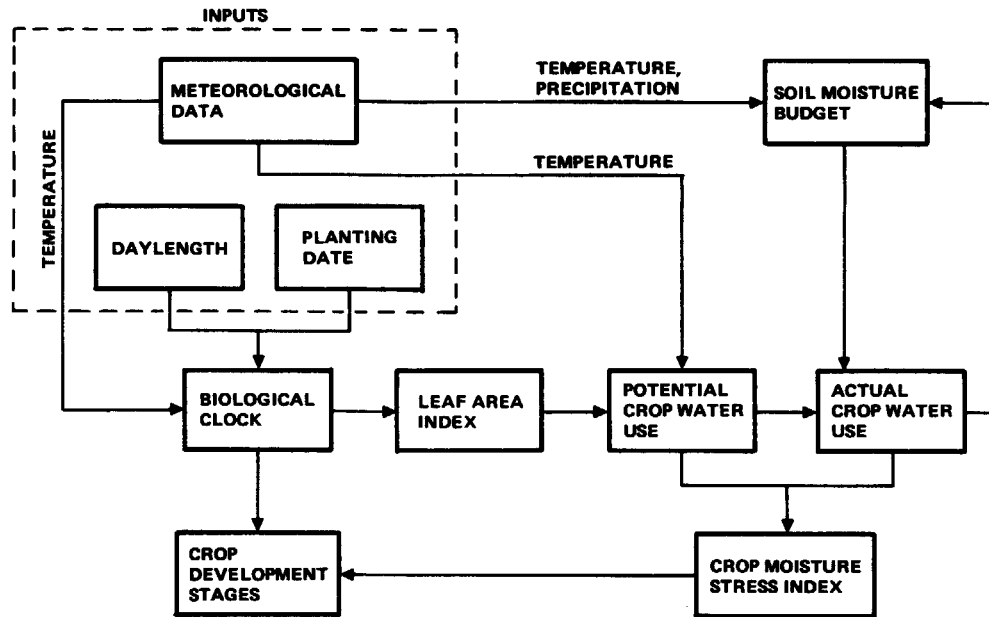 INPUTS
METEOROLOGICAL
DATA
TEMPERATURE,
PRECIPITATION
SOIL MOISTURE
BUDGET
TEMPERATURE
TEMPERATURE
DAYLENGTH
PLANTING
DATE
BIOLOGICAL
CLOCK
LEAF AREA
INDEX
POTENTIAL
CROP WATER
USE
ACTUAL
CROP WATER
USE
CROP
DEVELOPMENT
STAGES
CROP MOISTURE
STRESS INDEX